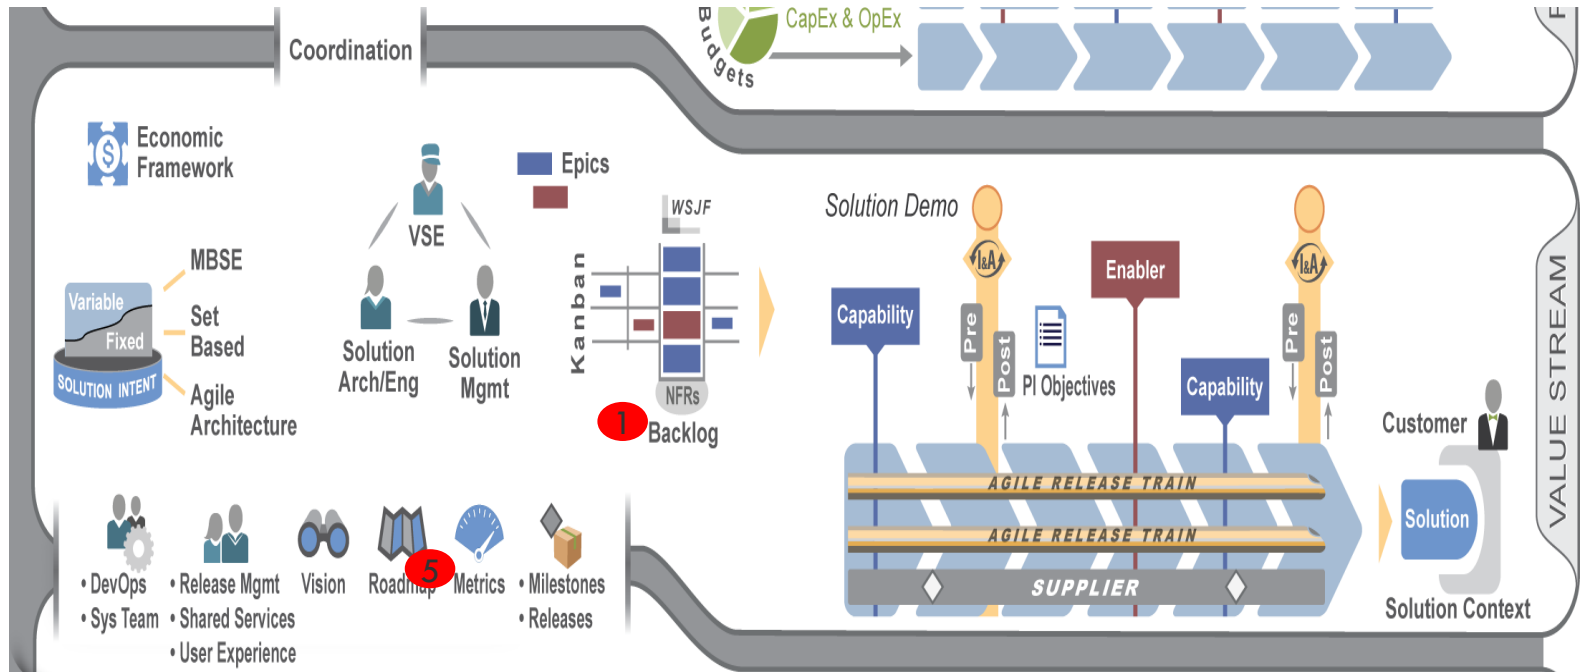 Coordination
Budgets
CapEx & OpEx
Economic
Framework
VSE
Epics
WSJF
Solution Demo
I&A
I&A
MBSE
Variable
Fixed
Set
Based
SOLUTION INTENT
Agile
Architecture
Solution
Arch/Eng
Solution
Mgmt
Kanban
NFRs
1
Backlog
Capability
Pre
Post
PI Objectives
Enabler
Capability
Pre
Post
Customer
VALUE STREAM
AGILE RELEASE TRAIN
AGILE RELEASE TRAIN
SUPPLIER
Solution
Solution Context
5
• DevOps
• Sys Team
• Release Mgmt
• Shared Services
• User Experience
Vision
Roadmap
Metrics
• Milestones
• Releases